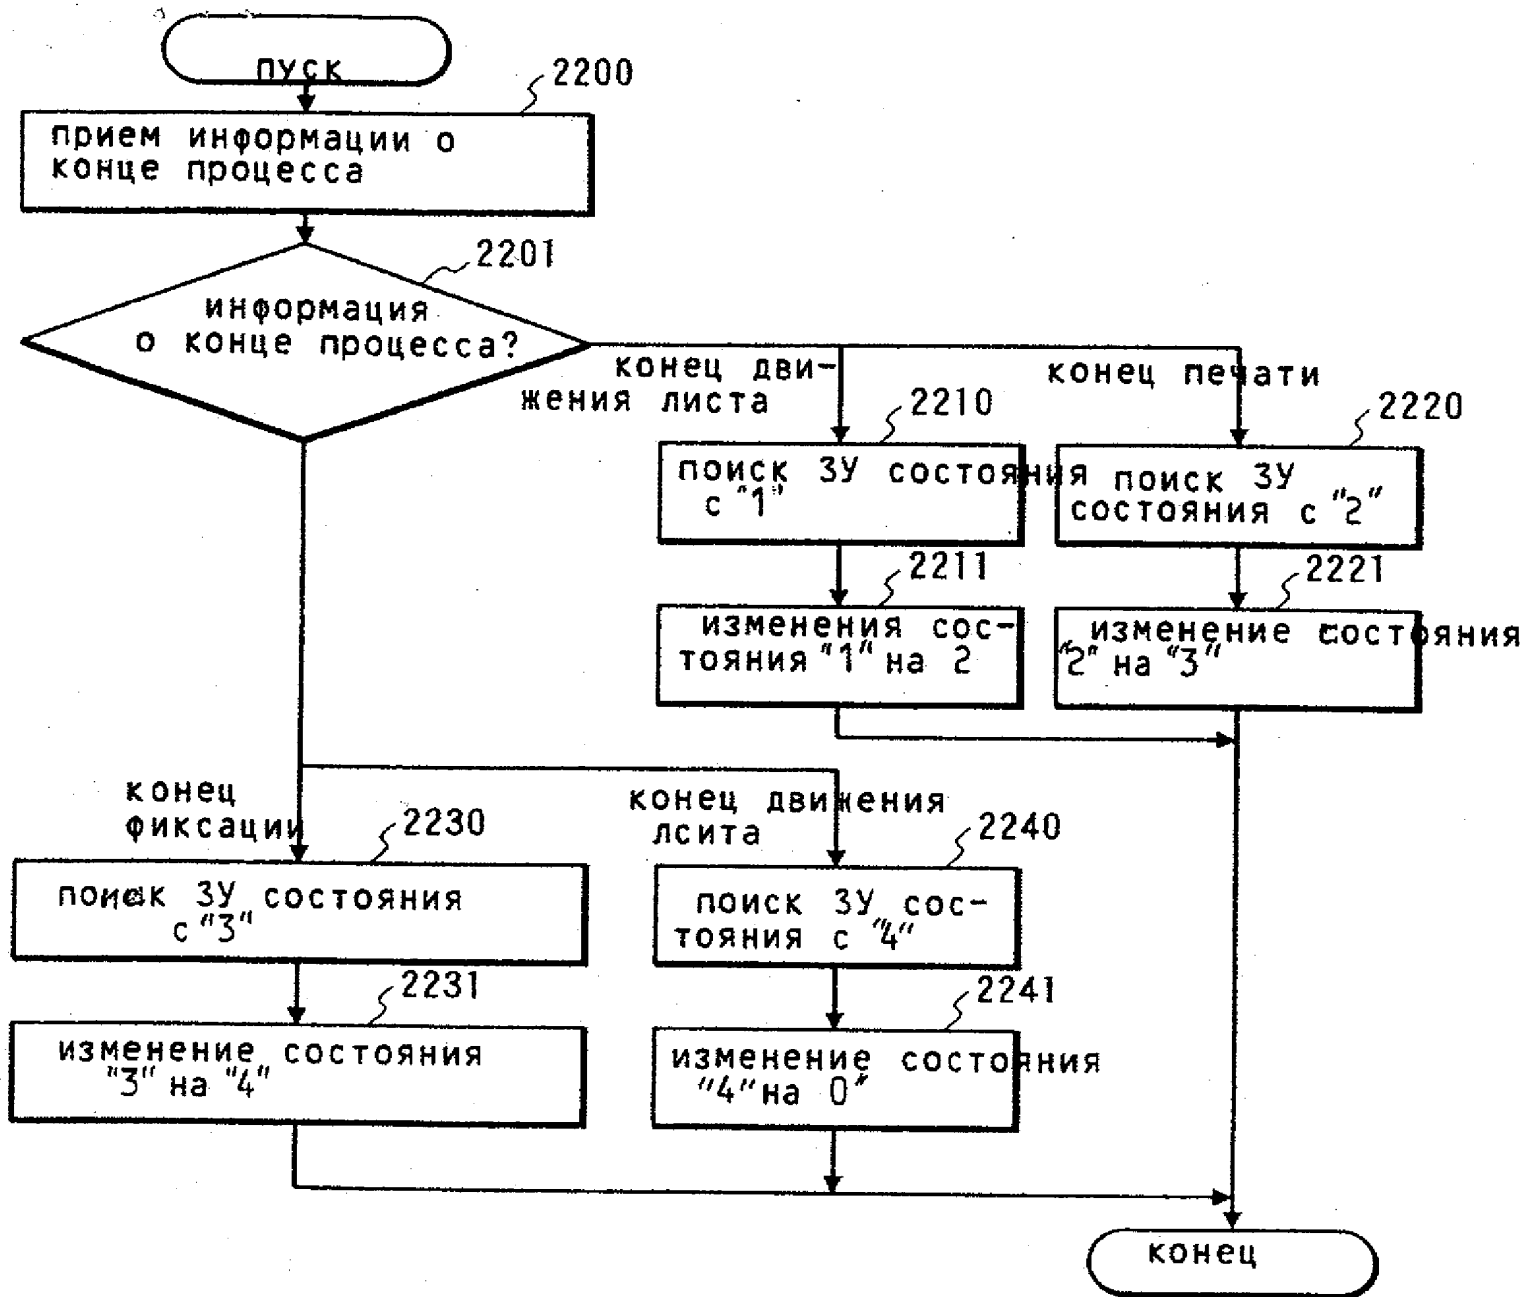 пуск
2200
прием информации о
конце процесса
2201
информация
о конце процесса?
конец дви-
жения листа
конец печати
2210
2220
поиск ЗУ состояния
с "1"
поиск ЗУ
состояния с "2"
2211
2221
изменения сос-
тояния "1" на 2
изменение состояния
"2" на "3"
конец
фиксации
конец движения
лсита
2230
2240
поиск ЗУ состояния
с "3"
поиск ЗУ сос-
тояния с "4"
2231
2241
изменение состояния
"3" на "4"
изменение состояния
"4" на 0"
конец